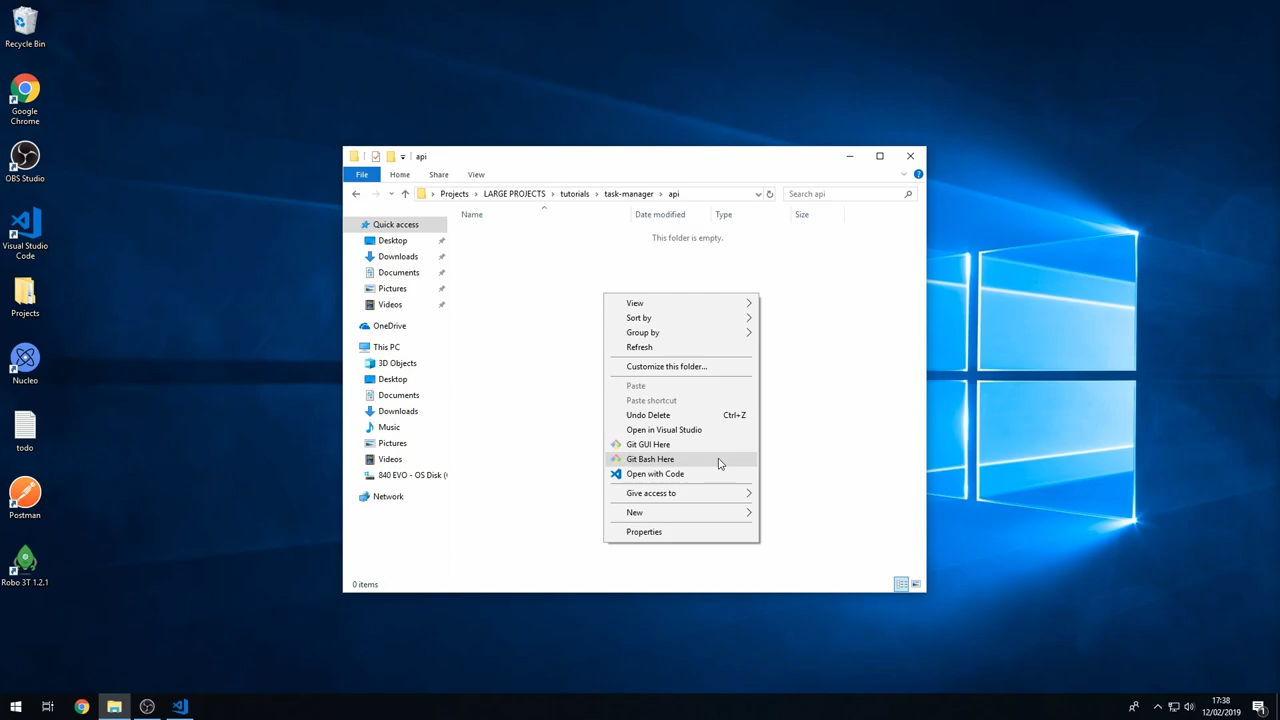 Recycle Bin
Google
Chrome
OBS Studio
Visual Studio
Code
Projects
Nucleo
todo
Postman
Robo 3T 1.2.1
api
File
Home
Share
View
Projects
LARGE PROJECTS
tutorials
task-manager
api
Search api
Name
Date modified
Type
Size
This folder is empty.
Quick access
Desktop
Downloads
Documents
Pictures
Videos
OneDrive
This PC
3D Objects
Desktop
Documents
Downloads
Music
Pictures
Videos
840 EVO - OS Disk (
Network
0 items
View
Sort by
Group by
Refresh
Customize this folder...
Paste
Paste shortcut
Undo Delete Ctrl+Z
Open in Visual Studio
Git GUI Here
Git Bash Here
Open with Code
Give access to
New
Properties
17:38
12/02/2019